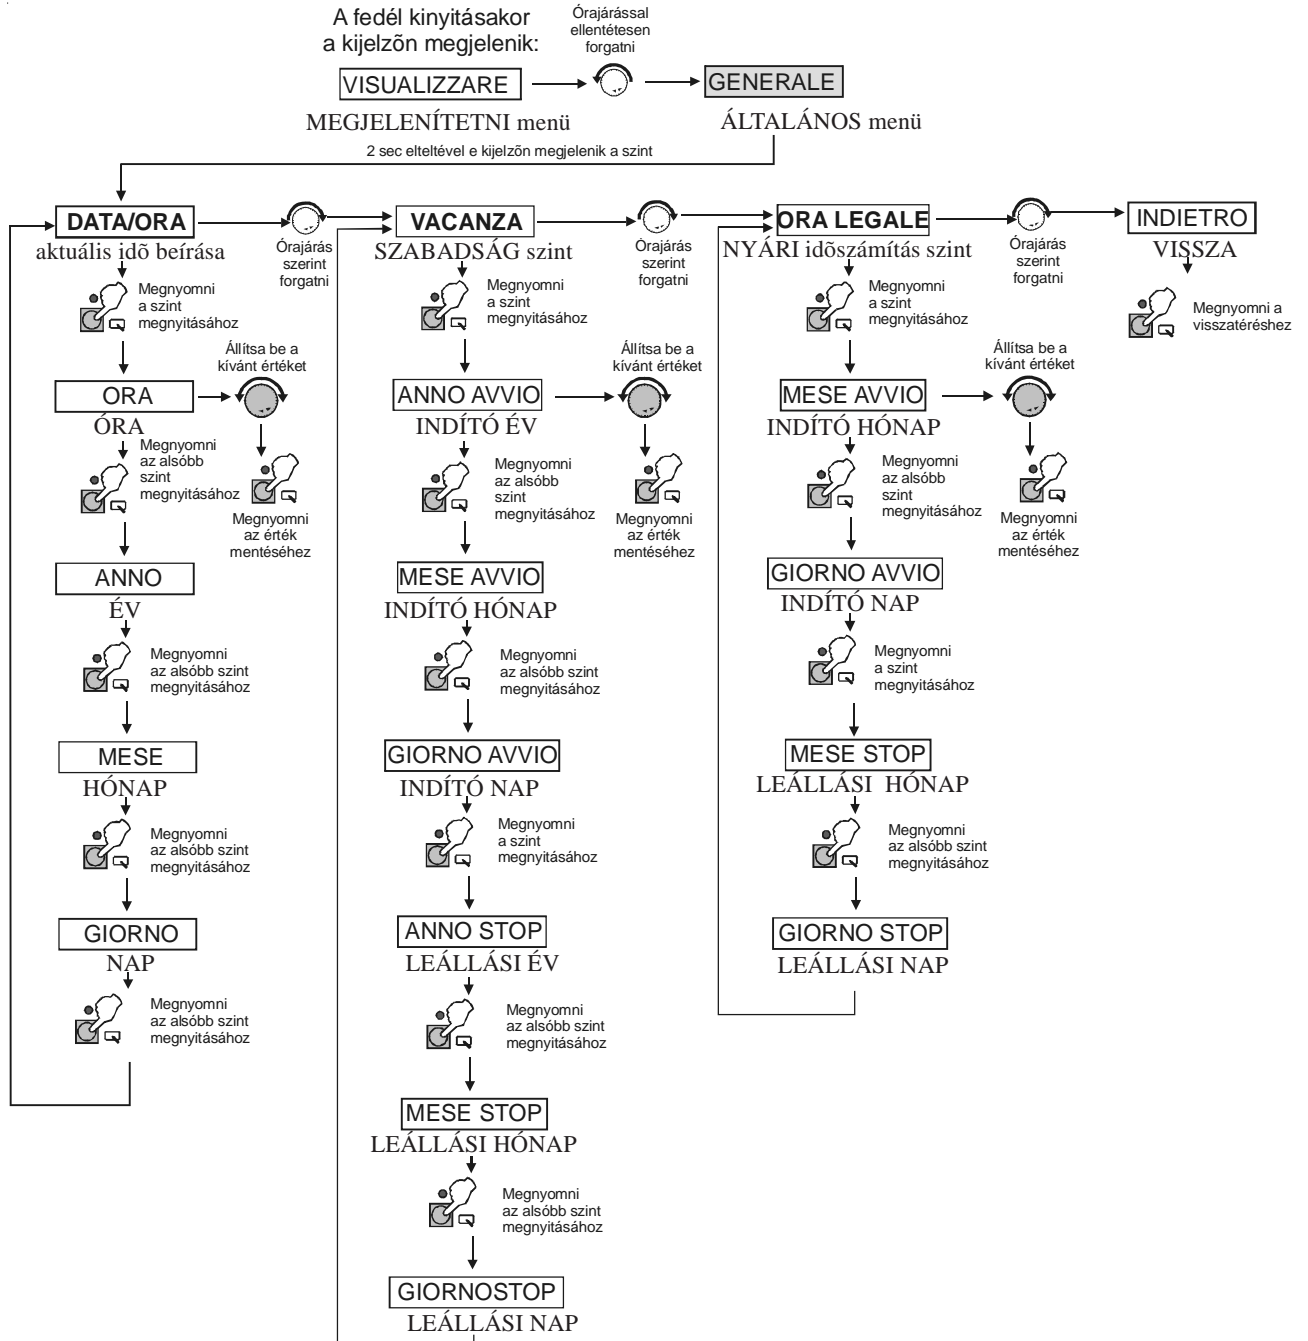 A fedél kinyitásakor
a kijelzõn megjelenik:
Órajárással
ellentétesen
forgatni
VISUALIZZARE
GENERALE
MEGJELENÍTETNI menü
ÁLTALÁNOS menü
2 sec elteltével e kijelzõn megjelenik a szint
DATA/ORA
aktuális idõ beírása
Órajárás
szerint
forgatni
VACANZA
SZABADSÁG szint
Órajárás
szerint
forgatni
ORA LEGALE
NYÁRI idõszámítás szint
Órajárás
szerint
forgatni
INDIETRO
VISSZA
Megnyomni a
visszatéréshez
Megnyomni
a szint
megnyitásához
ORA
ÓRA
Állítsa be a
kívánt értéket
Megnyomni
az alsóbb
szint
megnyitásához
Megnyomni
az érték
mentéséhez
ANNO
ÉV
Megnyomni
az alsóbb szint
megnyitásához
MESE
HÓNAP
Megnyomni
az alsóbb szint
megnyitásához
GIORNO
NAP
Megnyomni
az alsóbb szint
megnyitásához
Megnyomni
a szint
megnyitásához
ANNO AVVIO
INDÍTÓ ÉV
Állítsa be a
kívánt értéket
Megnyomni
az alsóbb
szint
megnyitásához
Megnyomni
az érték
mentéséhez
MESE AVVIO
INDÍTÓ HÓNAP
Megnyomni
az alsóbb szint
megnyitásához
GIORNO AVVIO
INDÍTÓ NAP
Megnyomni
a szint
megnyitásához
ANNO STOP
LEÁLLÁSI ÉV
Megnyomni
az alsóbb szint
megnyitásához
MESE STOP
LEÁLLÁSI HÓNAP
Megnyomni
az alsóbb szint
megnyitásához
GIORNOSTOP
LEÁLLÁSI NAP
Megnyomni
a szint
megnyitásához
MESE AVVIO
INDÍTÓ HÓNAP
Állítsa be a
kívánt értéket
Megnyomni
az alsóbb
szint
megnyitásához
Megnyomni
az érték
mentéséhez
GIORNO AVVIO
INDÍTÓ NAP
Megnyomni
a szint
megnyitásához
MESE STOP
LEÁLLÁSI HÓNAP
Megnyomni
az alsóbb szint
megnyitásához
GIORNO STOP
LEÁLLÁSI NAP